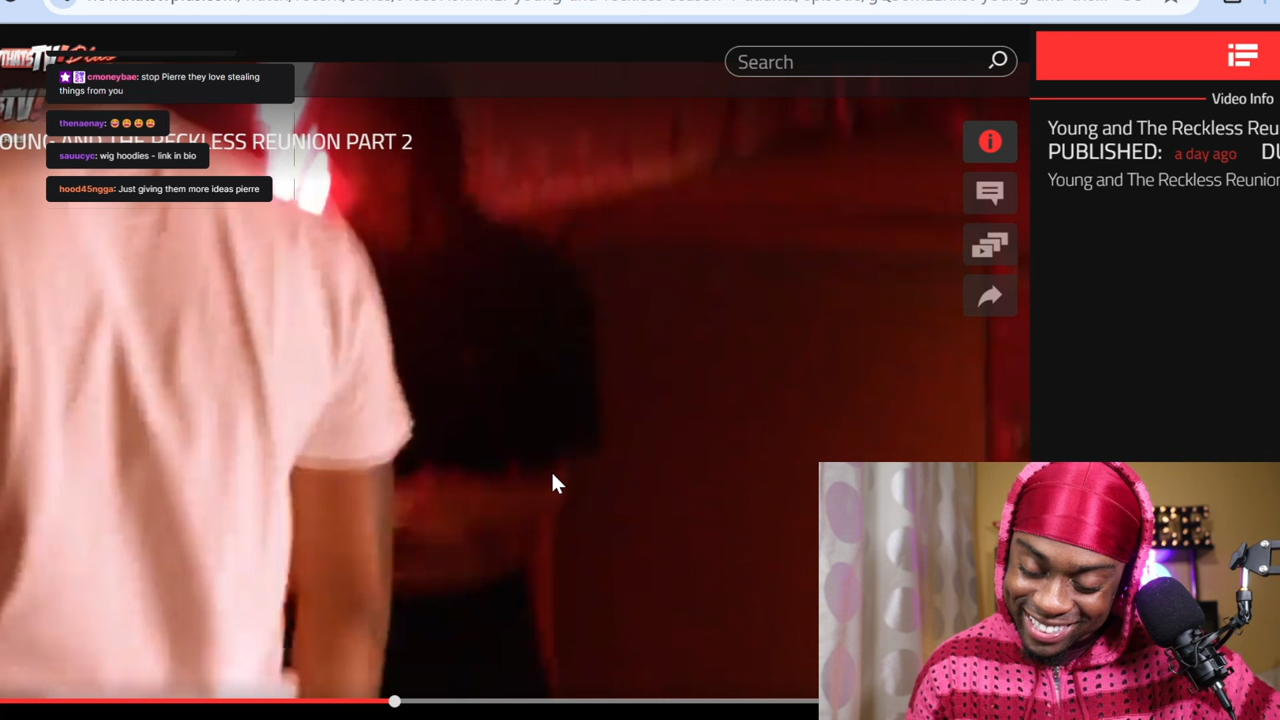 Search
Video Info
cmoneybae: stop Pierre they love stealing
things from you
thenaenay:
YOUNG AND THE RECKLESS REUNION PART 2
sauucyc: wig hoodies - link in bio
hood45ngga: Just giving them more ideas pierre
Young and The Reckless Reu
PUBLISHED: a day ago DU
Young and The Reckless Reunion